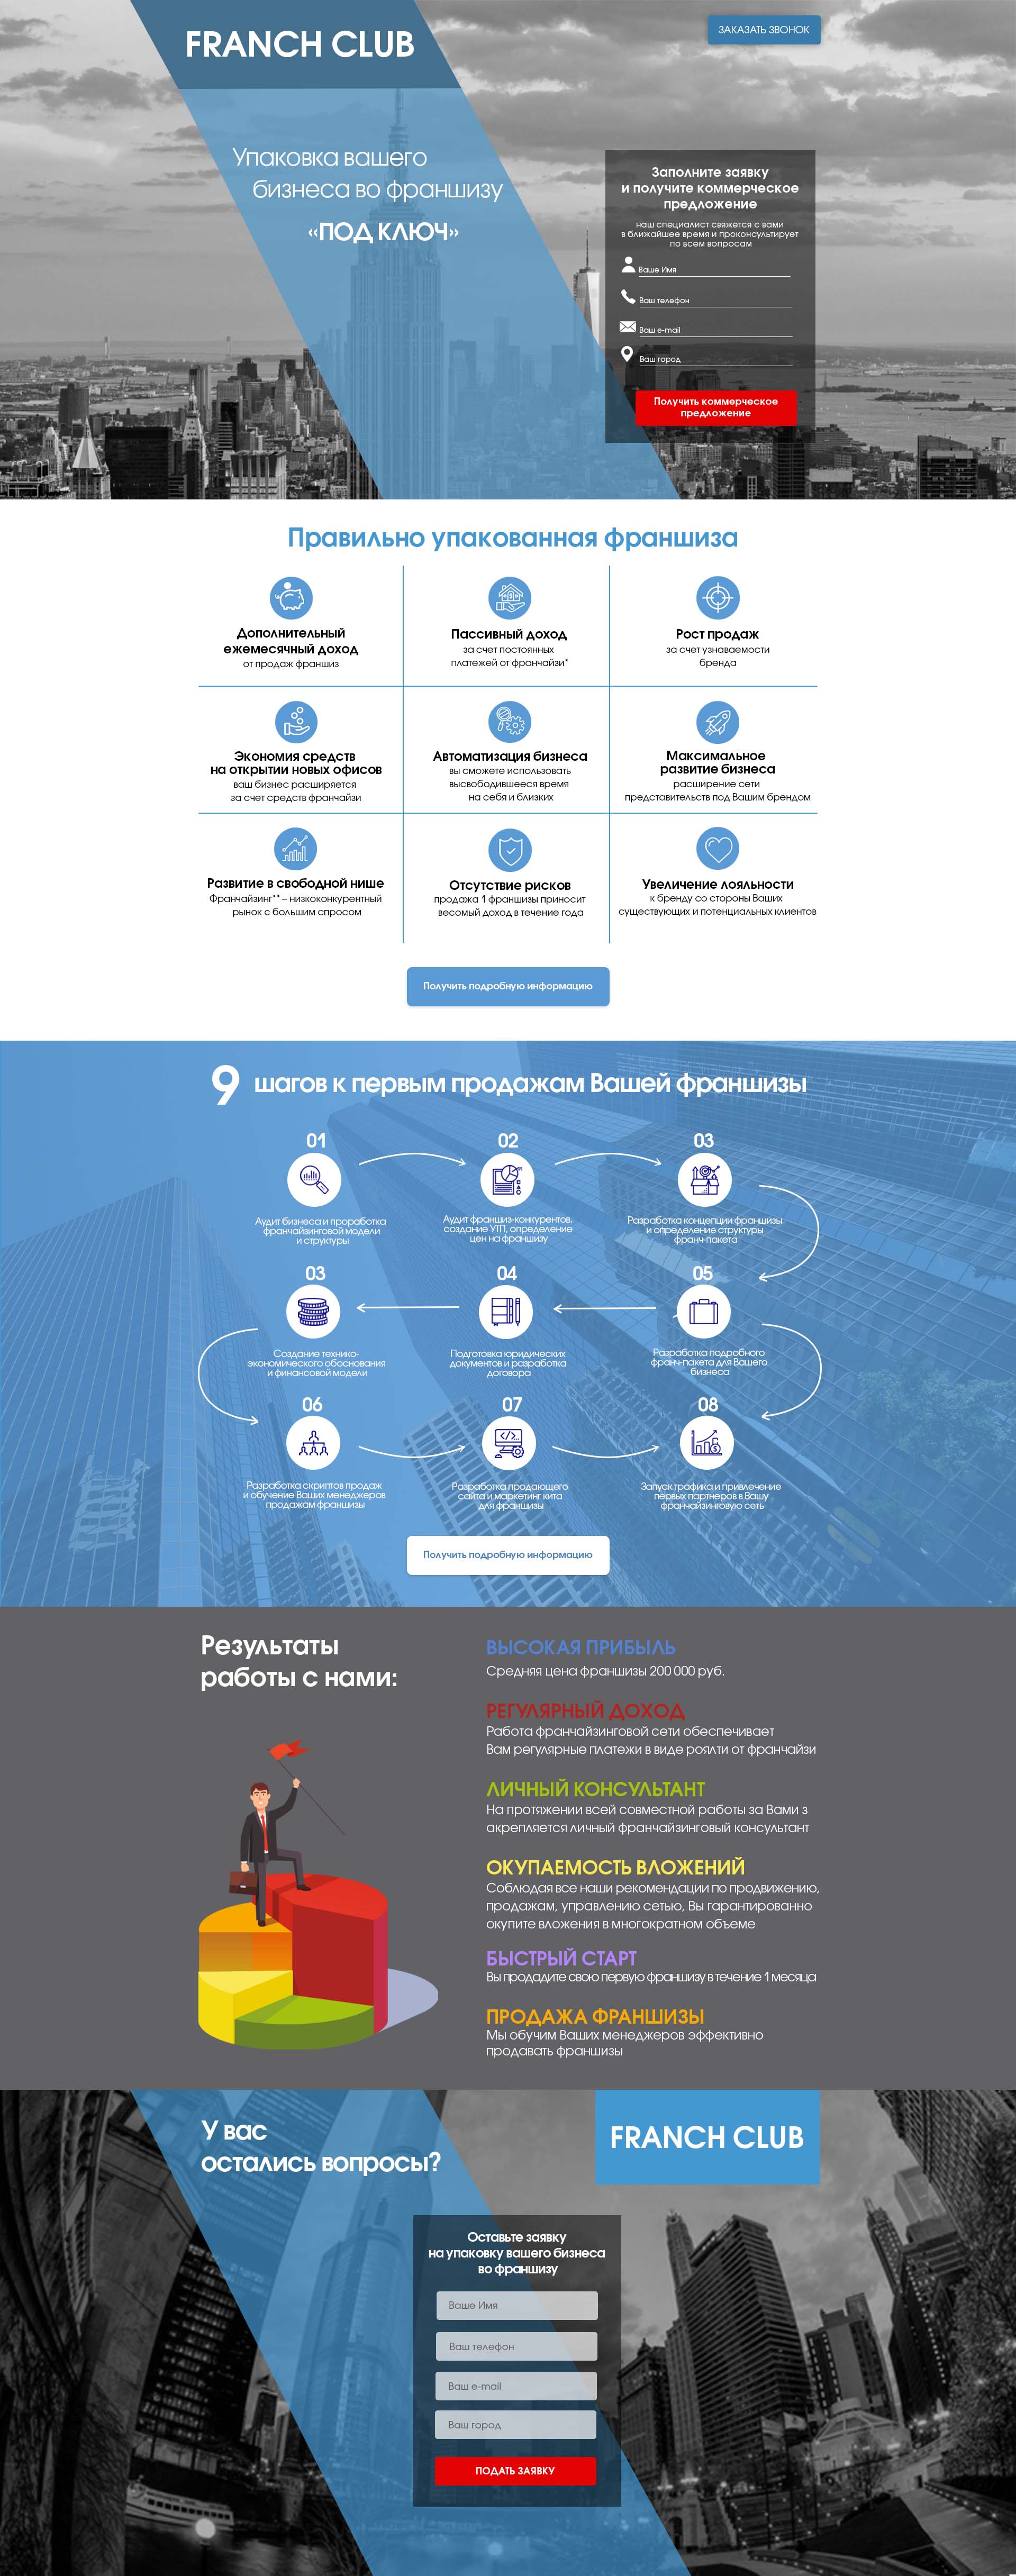 FRANCH CLUB
ЗАКАЗАТЬ ЗВОНОК
Упаковка вашего
бизнеса во франшизу
«ПОД КЛЮЧ»
Заполните заявку
и получите коммерческое
предложение
наш специалист свяжется с вами
в ближайшее время и проконсультирует
по всем вопросам
Ваше Имя
Ваш телефон
Ваш e-mail
Ваш город
Получить коммерческое
предложение
Правильно упакованная франшиза
Дополнительный
ежемесячный доход
от продаж франшиз
Пассивный доход
за счет постоянных
платежей от франчайзи*
Рост продаж
за счет узнаваемости
бренда
Экономия средств
на открытии новых офисов
ваш бизнес расширяется
за счет средств франчайзи
Автоматизация бизнеса
вы сможете использовать
высвободившееся время
на себя и близких
Максимальное
развитие бизнеса
расширение сети
представительств под Вашим брендом
Развитие в свободной нише
Франчайзинг** – низкоконкурентный
рынок с большим спросом
Отсутствие рисков
продажа 1 франшизы приносит
весомый доход в течение года
Увеличение лояльности
к бренду со стороны Ваших
существующих и потенциальных клиентов
Получить подробную информацию
9 шагов к первым продажам Вашей франшизы
01
Аудит бизнеса и проработка
франчайзинговой модели
и структуры
02
Аудит франшиз-конкурентов,
создание УТП, определение
цен на франшизу
03
Разработка концепции франшизы
и определение структуры
франч-пакета
03
Создание технико-
экономического обоснования
и финансовой модели
04
Подготовка юридических
документов и разработка
договора
05
Разработка подробного
франч-пакета для Вашего
бизнеса
06
Разработка скриптов продаж
и обучение Ваших менеджеров
продажам франшизы
07
Разработка продающего
сайта и маркетинг кита
для франшизы
08
Запуск трафика и привлечение
первых партнеров в Вашу
франчайзинговую сеть
Получить подробную информацию
Результаты
работы с нами:
ВЫСОКАЯ ПРИБЫЛЬ
Средняя цена франшизы 200 000 руб.
РЕГУЛЯРНЫЙ ДОХОД
Работа франчайзинговой сети обеспечивает
Вам регулярные платежи в виде роялти от франчайзи
ЛИЧНЫЙ КОНСУЛЬТАНТ
На протяжении всей совместной работы за Вами з
акрепляется личный франчайзинговый консультант
ОКУПАЕМОСТЬ ВЛОЖЕНИЙ
Соблюдая все наши рекомендации по продвижению,
продажам, управлению сетью, Вы гарантированно
окупите вложения в многократном объеме
БЫСТРЫЙ СТАРТ
Вы продадите свою первую франшизу в течение 1 месяца
ПРОДАЖА ФРАНШИЗЫ
Мы обучим Ваших менеджеров эффективно
продавать франшизы
У вас
остались вопросы?
FRANCH CLUB
Оставьте заявку
на упаковку вашего бизнеса
во франшизу
Ваше Имя
Ваш телефон
Ваш e-mail
Ваш город
ПОДАТЬ ЗАЯВКУ